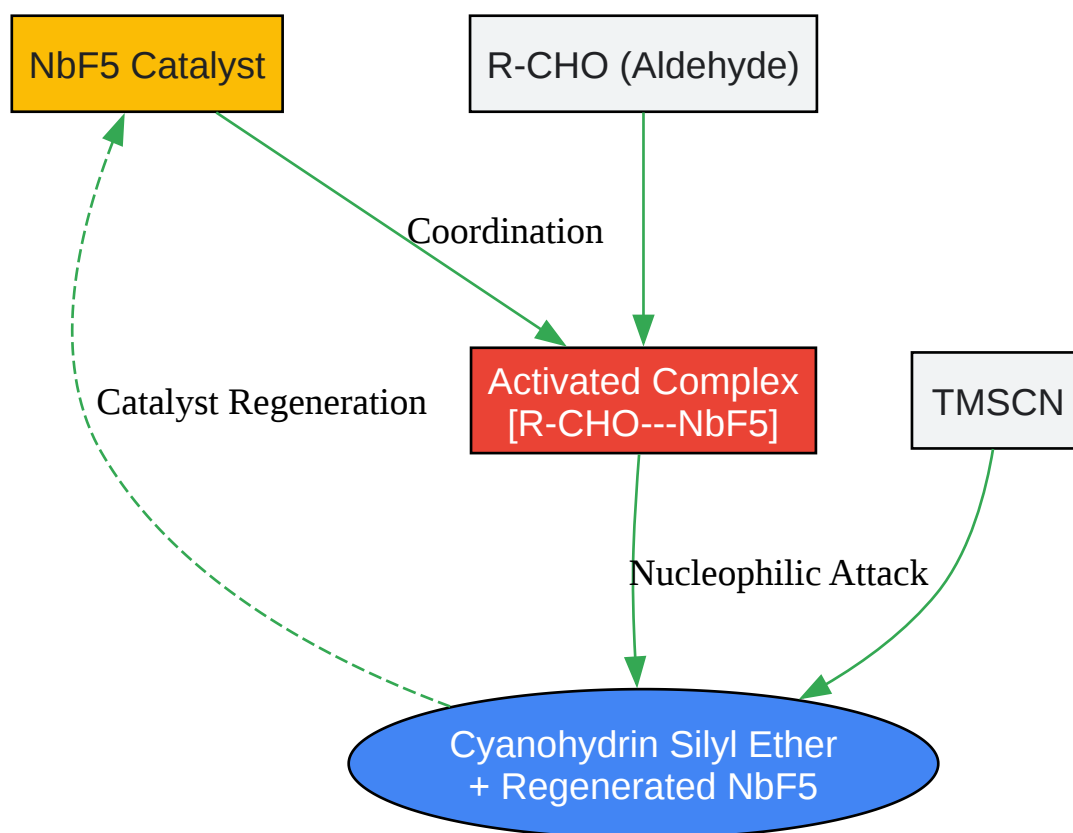 NbF5 Catalyst
R-CHO (Aldehyde)
Coordination
Activated Complex
[R-CHO---NbF5]
TMSCN
Catalyst Regeneration
Nucleophilic Attack
Cyanohydrin Silyl Ether
+ Regenerated NbF5